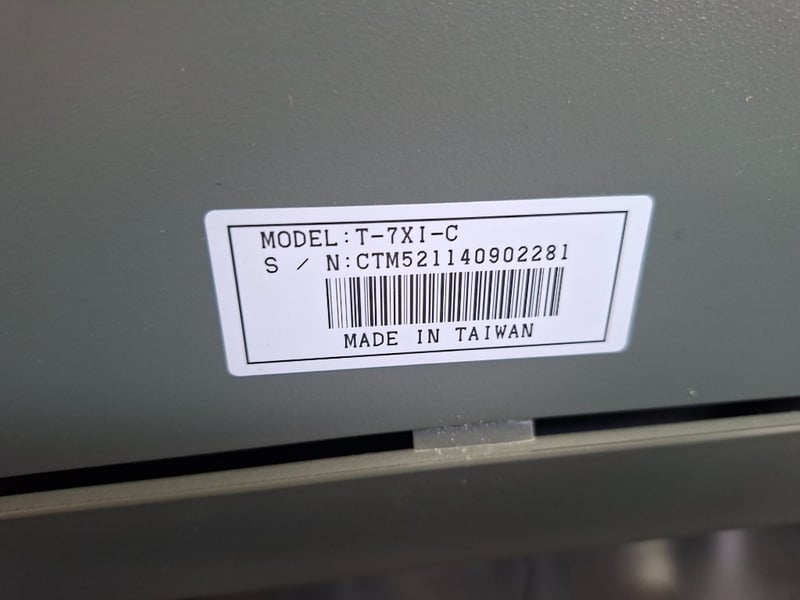 MODEL:T-7XI-C
S / N:CTM521140902281
MADE IN TAIWAN